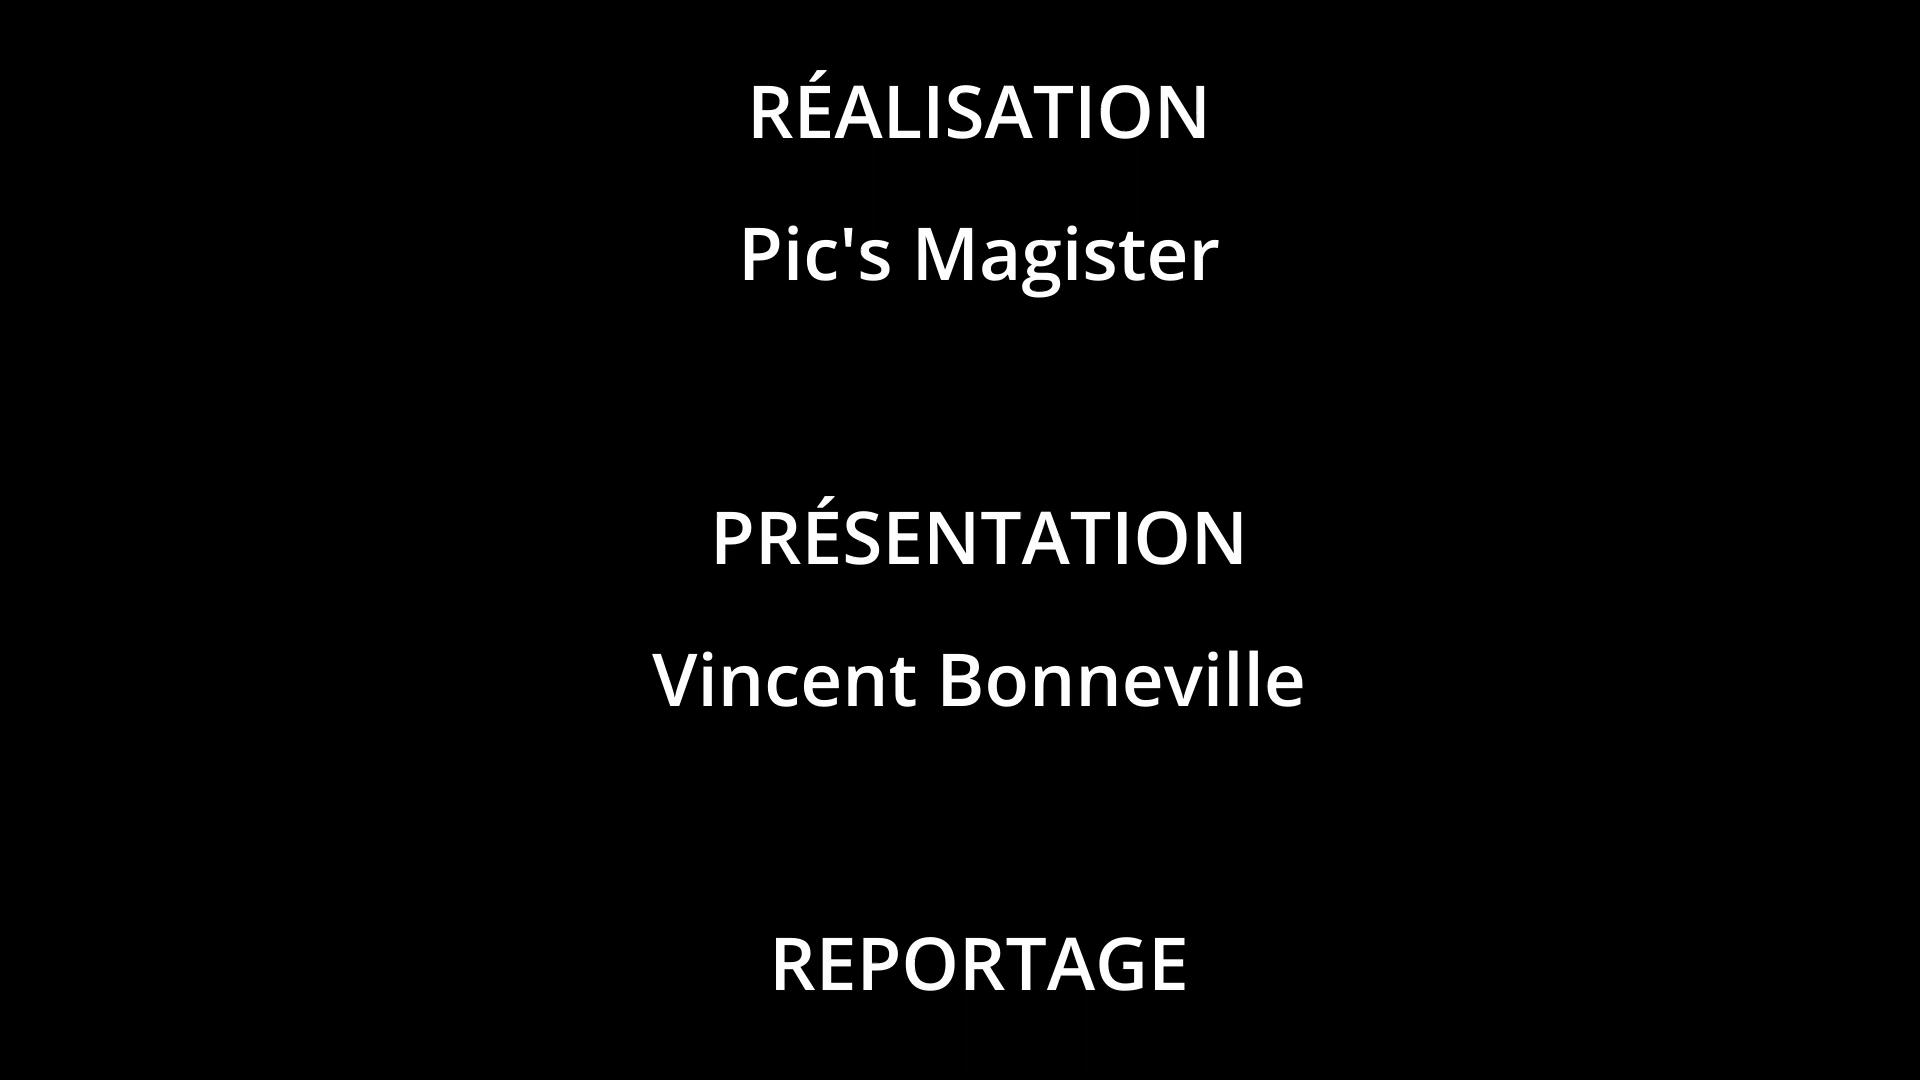 RÉALISATION
Pic's Magister
PRÉSENTATION
Vincent Bonneville
REPORTAGE